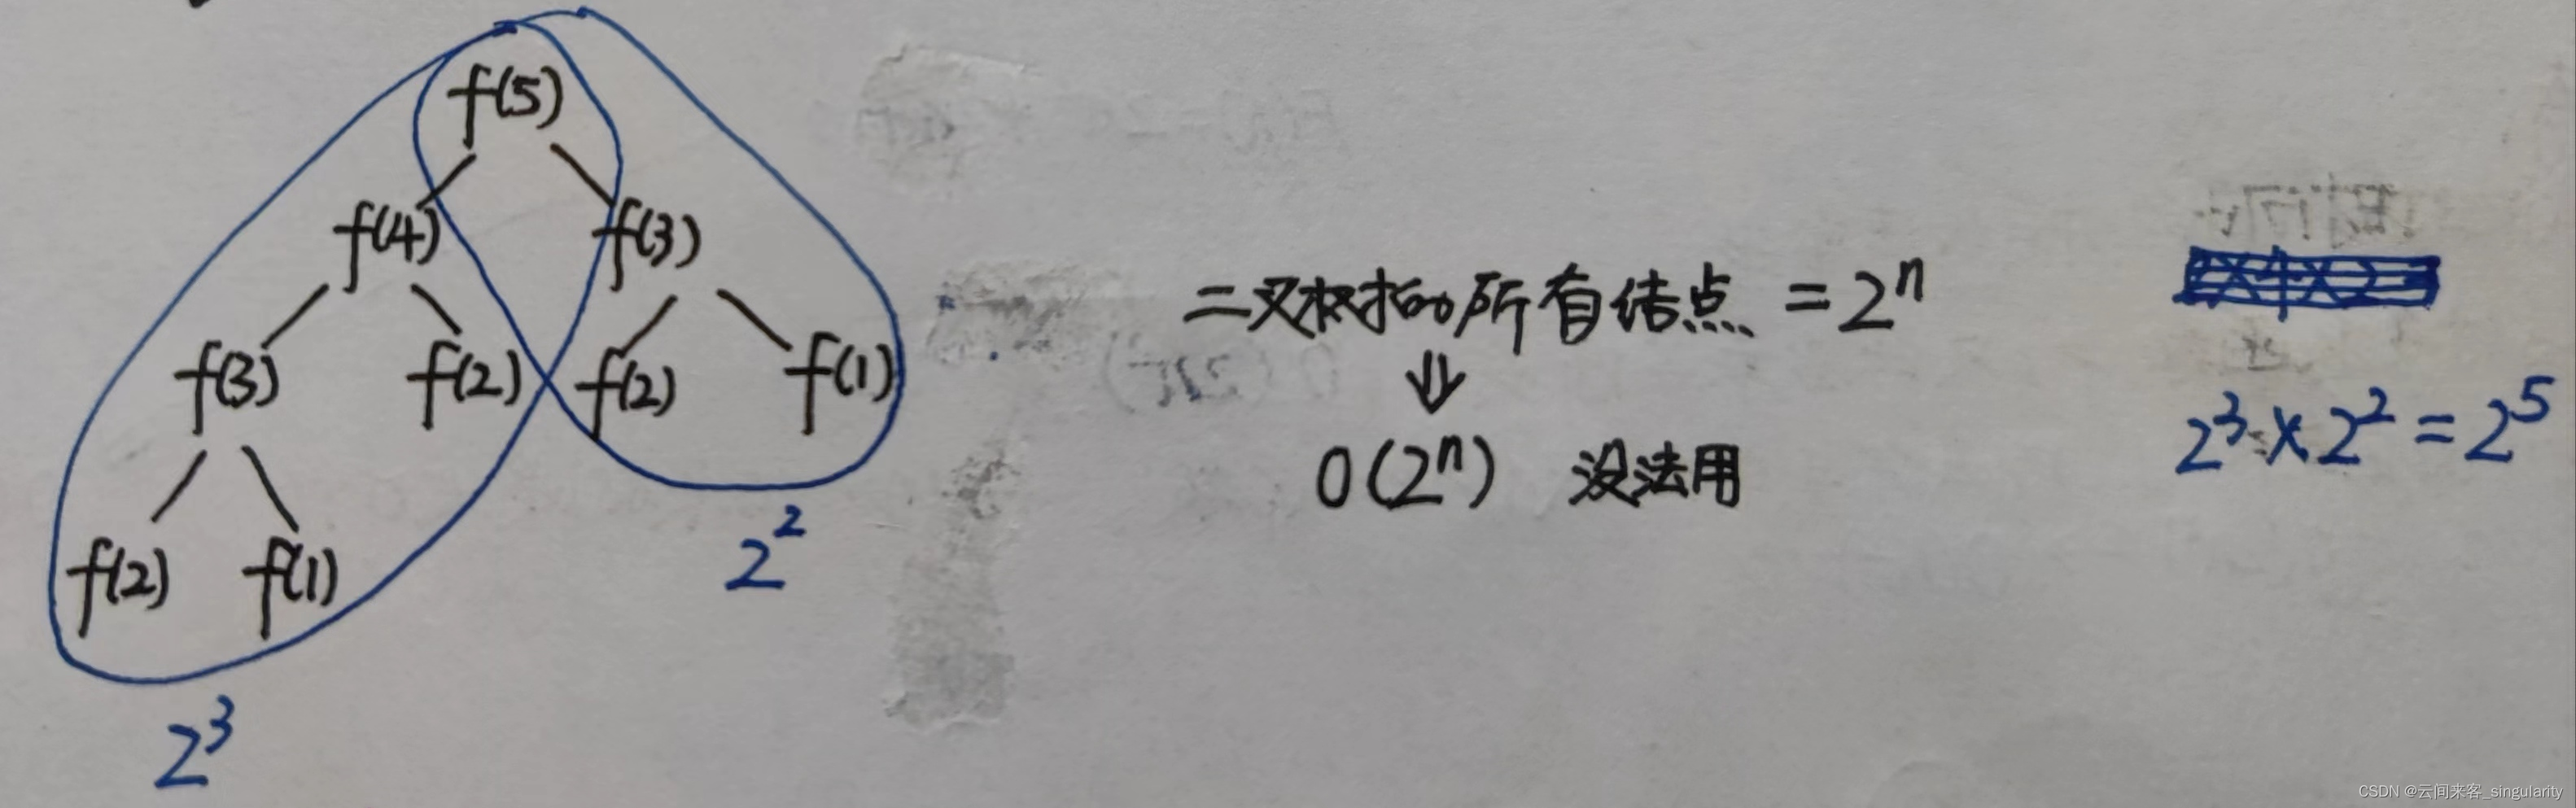 f(5)
f(4) f(3)
f(3) f(2) f(2) f(1)
f(2) f(1)
2³
2²
二叉树的所有结点 = 2ⁿ
⇓
O(2ⁿ) 没法用
2³ × 2² = 2⁵
CSDN @云间来客_singularity